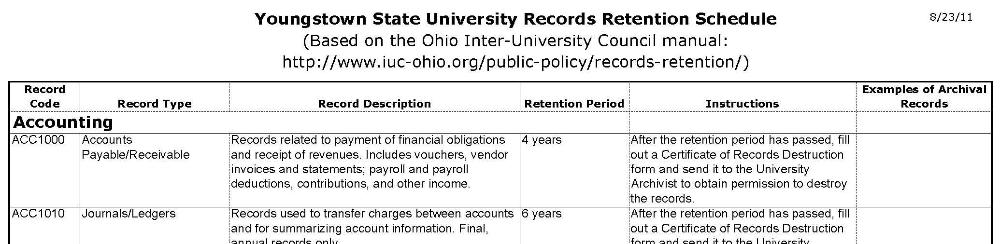 Youngstown State University Records Retention Schedule
8/23/11
(Based on the Ohio Inter-University Council manual:
http://www.iuc-ohio.org/public-policy/records-retention/)
Record
Code
Record Type
Record Description
Retention Period
Instructions
Examples of Archival
Records
Accounting
ACC1000
Accounts
Payable/Receivable
Records related to payment of financial obligations
and receipt of revenues. Includes vouchers, vendor
invoices and statements; payroll and payroll
deductions, contributions, and other income.
4 years
After the retention period has passed, fill
out a Certificate of Records Destruction
form and send it to the University
Archivist to obtain permission to destroy
the records.
ACC1010
Journals/Ledgers
Records used to transfer charges between accounts
and for summarizing account information. Final,
annual records only.
6 years
After the retention period has passed, fill
out a Certificate of Records Destruction
form and send it to the University